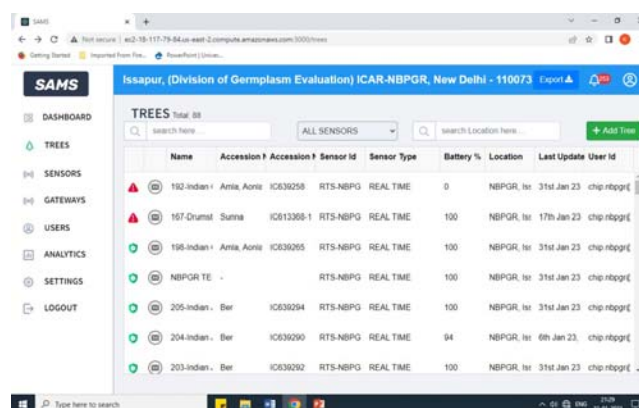 SAMS
Not secure | ec2-18-117-79-84.us-east-2.compute.amazonaws.com:3000/trees
Getting Started Imported From Fire... PowerPoint | Univer...
SAMS
Issapur, (Division of Germplasm Evaluation) ICAR-NBPGR, New Delhi - 110073 Export
DASHBOARD
TREES
SENSORS
GATEWAYS
USERS
ANALYTICS
SETTINGS
LOGOUT
TREES Total: 88
search here... ALL SENSORS search Location here... + Add Tree
Name Accession N Accession N Sensor Id Sensor Type Battery % Location Last Update User Id
192-Indian Amla, Aonla IC639258 RTS-NBPG REAL TIME 0 NBPGR, Iss 31st Jan 23 chip.nbpgr@
167-Drumst Sunna IC613368-1 RTS-NBPG REAL TIME 100 NBPGR, Iss 17th Jan 23 chip.nbpgr@
198-Indian Amla, Aonla IC639265 RTS-NBPG REAL TIME 100 NBPGR, Iss 31st Jan 23 chip.nbpgr@
NBPGR TE - RTS-NBPG REAL TIME 100 NBPGR, Iss 31st Jan 23 chip.nbpgr@
205-Indian Ber IC639294 RTS-NBPG REAL TIME 100 NBPGR, Iss 31st Jan 23 chip.nbpgr@
204-Indian Ber IC639290 RTS-NBPG REAL TIME 94 NBPGR, Iss 6th Jan 23, chip.nbpgr@
203-Indian Ber IC639292 RTS-NBPG REAL TIME 100 NBPGR, Iss 31st Jan 23 chip.nbpgr@
Type here to search ENG 21:29